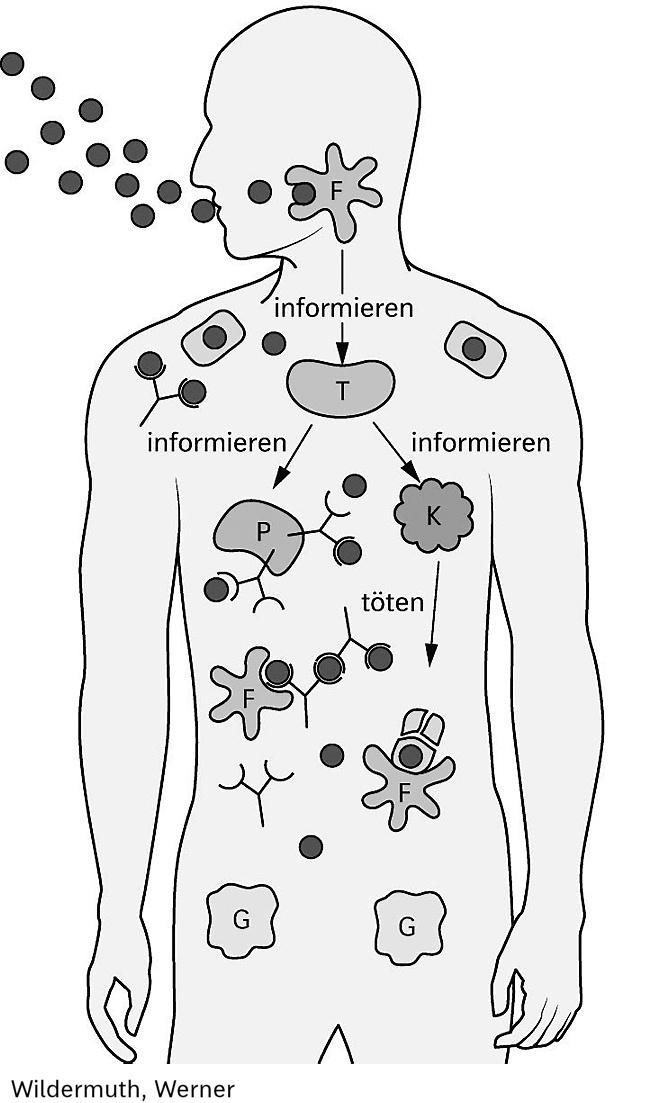 F
informieren
T
informieren
informieren
P
K
töten
F
F
G
G
Wildermuth, Werner